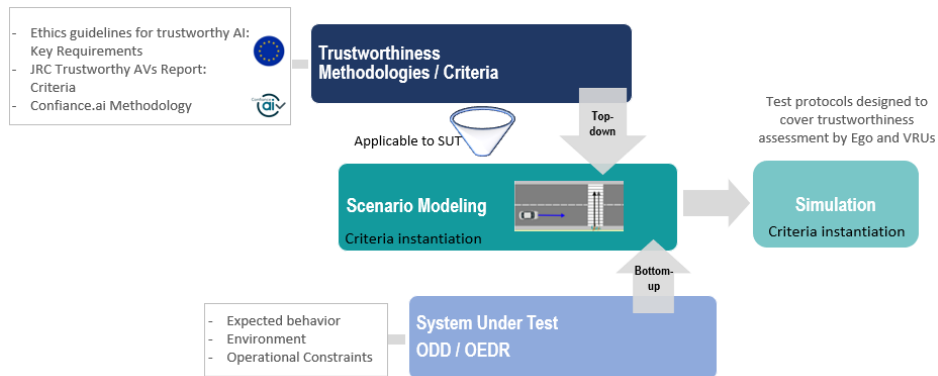 - Ethics guidelines for trustworthy AI:
Key Requirements
- JRC Trustworthy AVs Report:
Criteria
- Confiance.ai Methodology
Confiance
ai
Trustworthiness
Methodologies / Criteria
Top-
down
Applicable to SUT
Test protocols designed to
cover trustworthiness
assessment by Ego and VRUs
Scenario Modeling
Criteria instantiation
Simulation
Criteria instantiation
Bottom-
up
- Expected behavior
- Environment
- Operational Constraints
System Under Test
ODD / OEDR